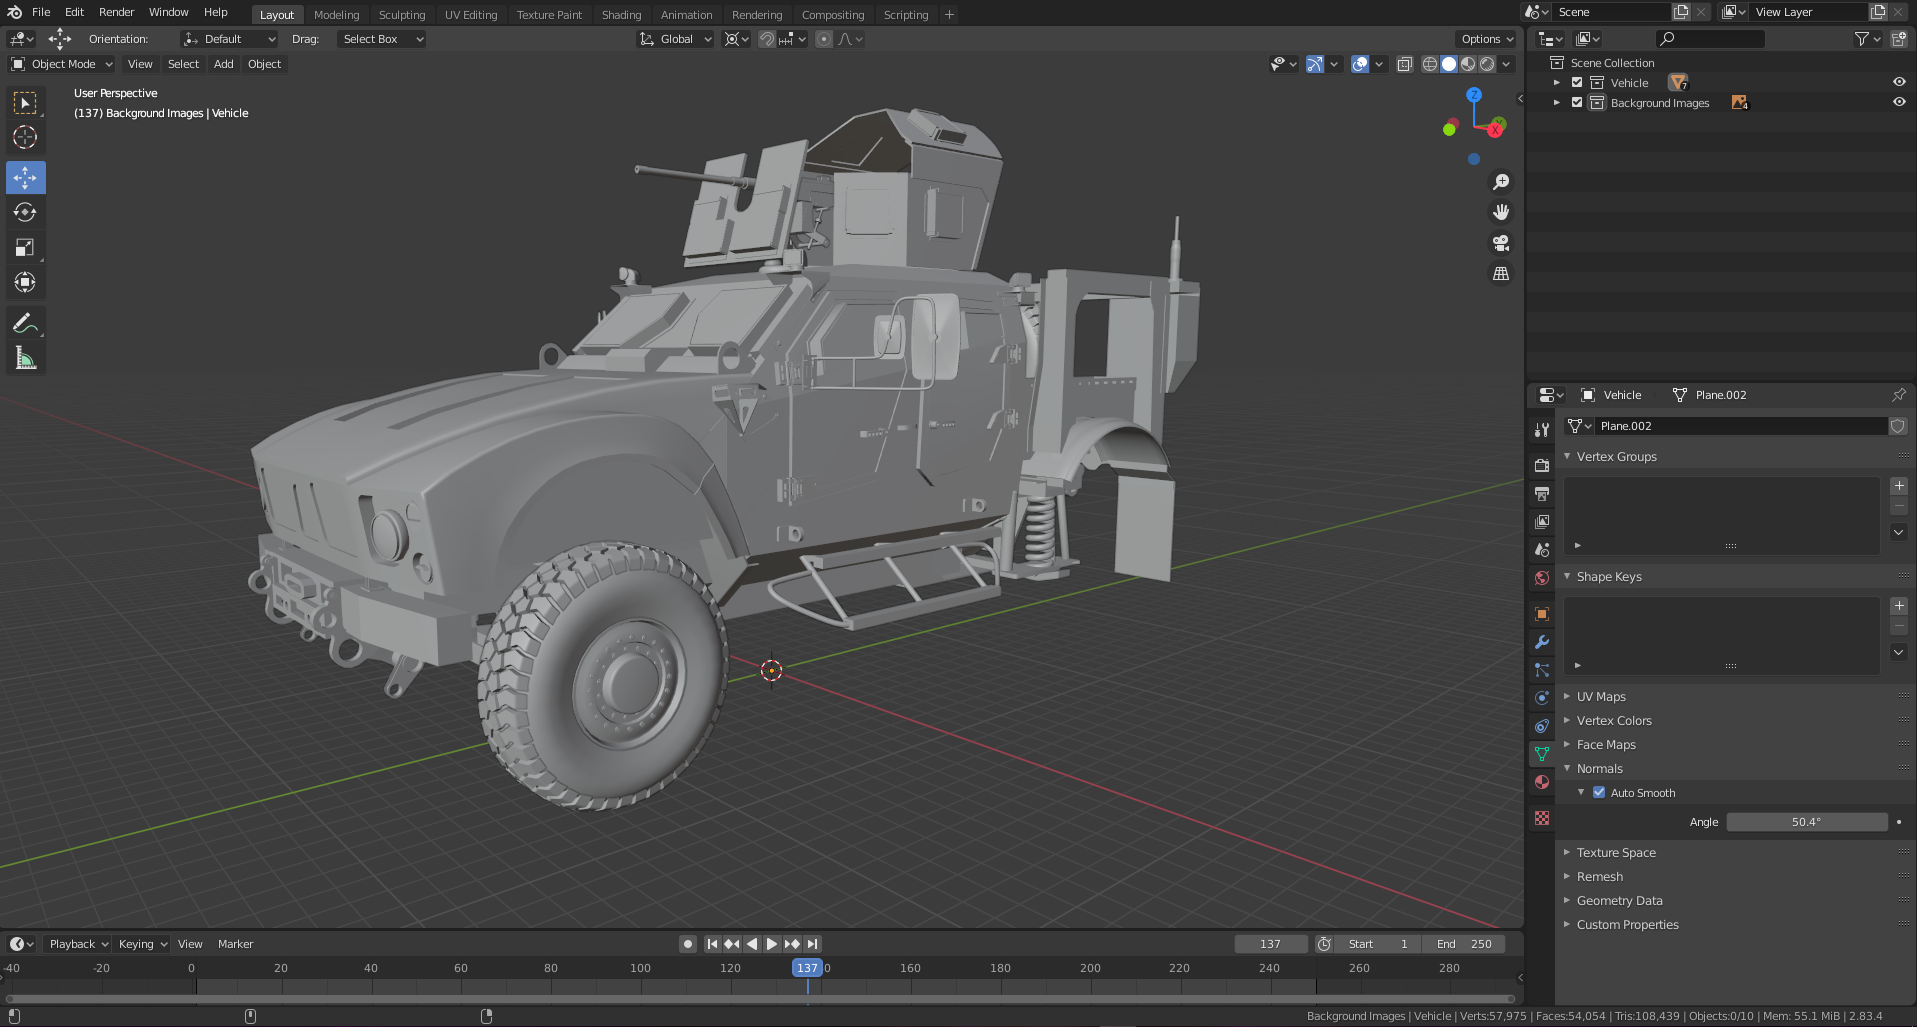 File Edit Render Window Help Layout Modeling Sculpting UV Editing Texture Paint Shading Animation Rendering Compositing Scripting + Scene View Layer
Orientation: Default Drag: Select Box Global Options
Object Mode View Select Add Object
User Perspective
(137) Background Images | Vehicle
Z
Y
X
Scene Collection
Vehicle 7
Background Images 4
Vehicle Plane.002
Plane.002
Vertex Groups
Shape Keys
UV Maps
Vertex Colors
Face Maps
Normals
Auto Smooth
Angle 50.4°
Texture Space
Remesh
Geometry Data
Custom Properties
Playback Keying View Marker 137 Start 1 End 250
-40 -20 0 20 40 60 80 100 120 137 0 160 180 200 220 240 260 280
Background Images | Vehicle | Verts:57,975 | Faces:54,054 | Tris:108,439 | Objects:0/10 | Mem: 55.1 MiB | 2.83.4